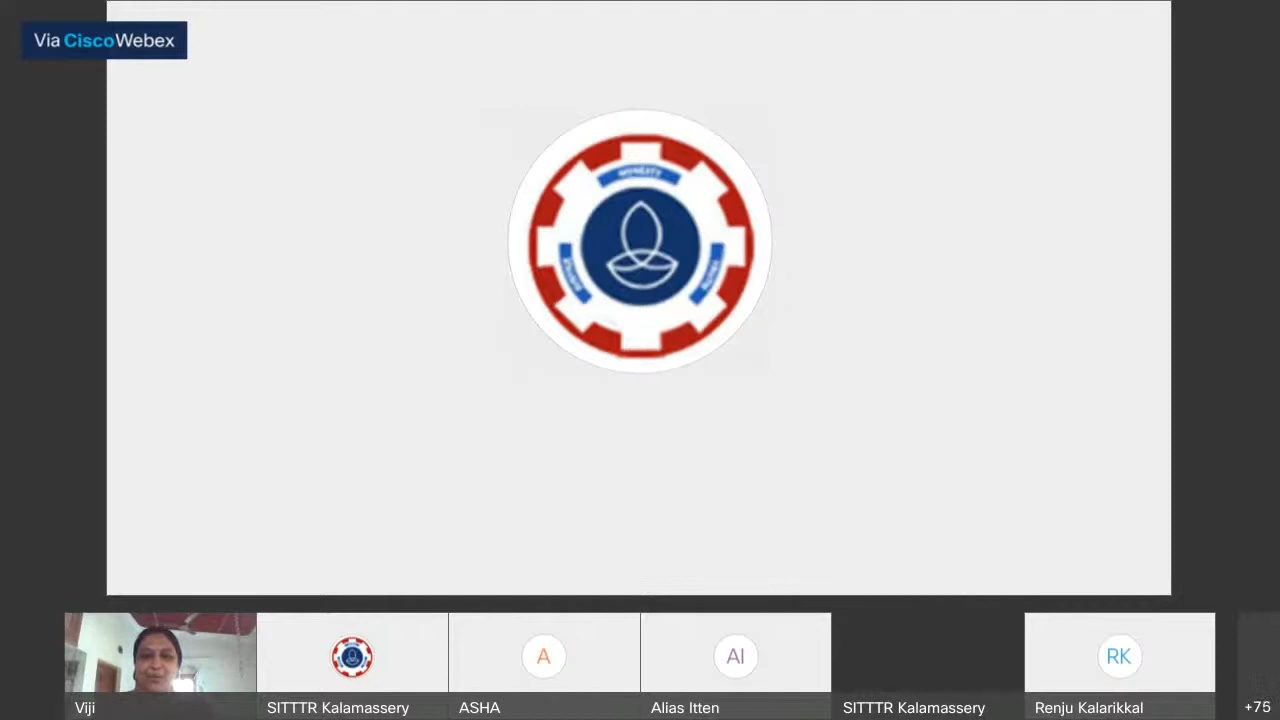 Via CiscoWebex
A
AI
RK
Viji
SITTTR Kalamassery
ASHA
Alias Itten
SITTTR Kalamassery
Renju Kalarikkal
+75